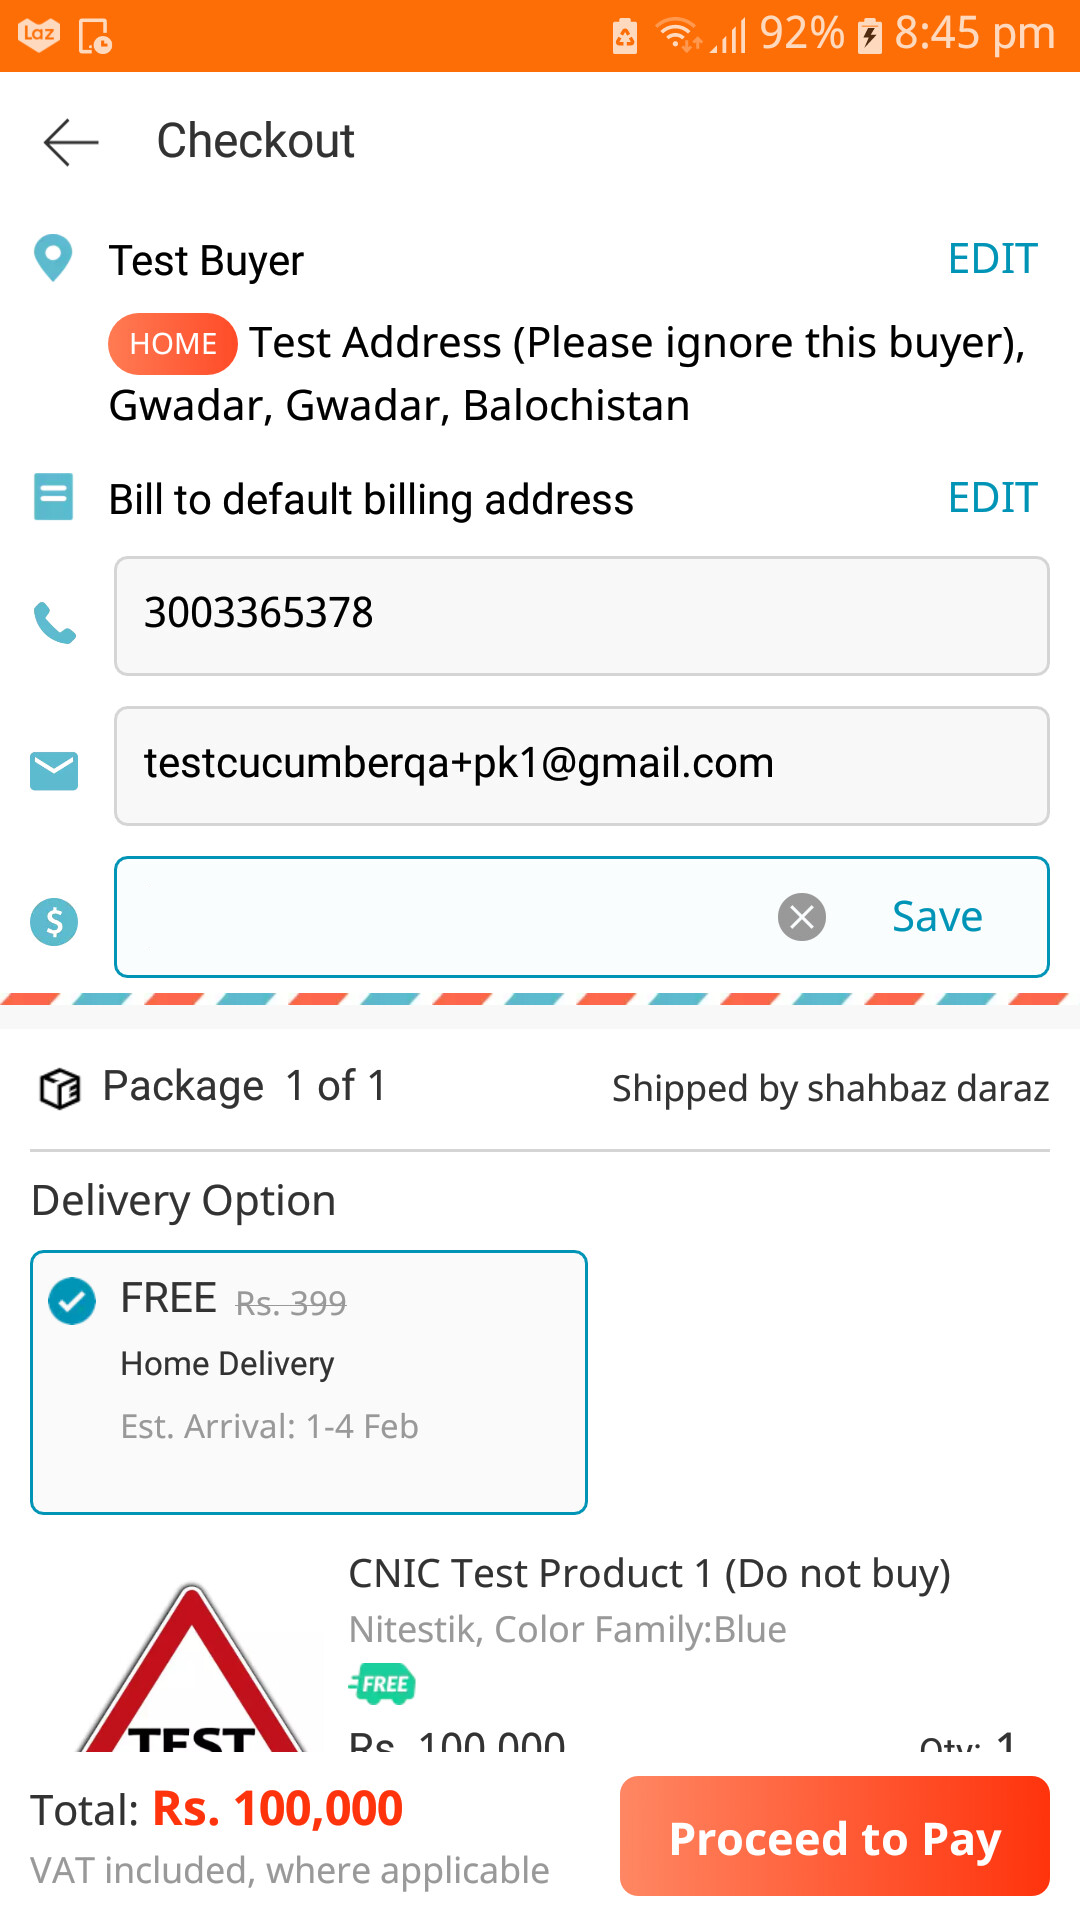 Laz 92% 8:45 pm
Checkout
Test Buyer EDIT
HOME Test Address (Please ignore this buyer),
Gwadar, Gwadar, Balochistan
Bill to default billing address EDIT
3003365378
testcucumberqa+pk1@gmail.com
$ Save
Package 1 of 1 Shipped by shahbaz daraz
Delivery Option
FREE Rs. 399
Home Delivery
Est. Arrival: 1-4 Feb
CNIC Test Product 1 (Do not buy)
Nitestik, Color Family:Blue
FREE
TEST Rs. 100,000 Qty: 1
Total: Rs. 100,000 Proceed to Pay
VAT included, where applicable